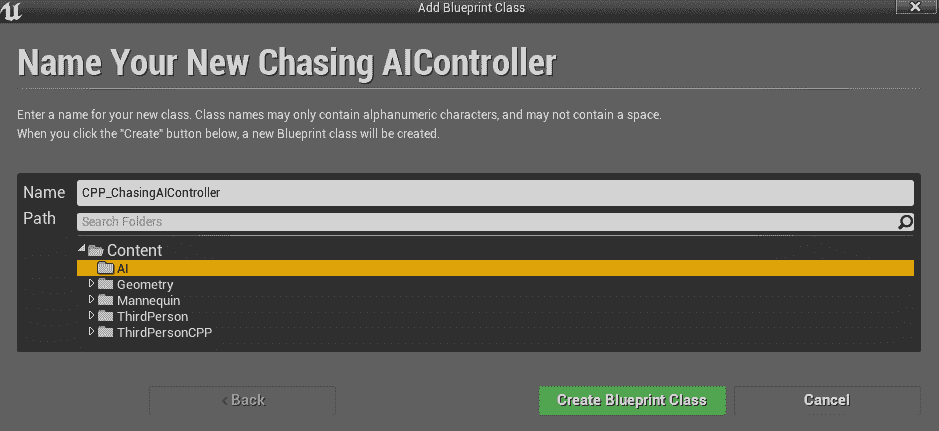 Add Blueprint Class
Name Your New Chasing AIController
Enter a name for your new class. Class names may only contain alphanumeric characters, and may not contain a space.
When you click the "Create" button below, a new Blueprint class will be created.
Name CPP_ChasingAIController
Path Search Folders
Content
AI
Geometry
Mannequin
ThirdPerson
ThirdPersonCPP
<Back Create Blueprint Class Cancel